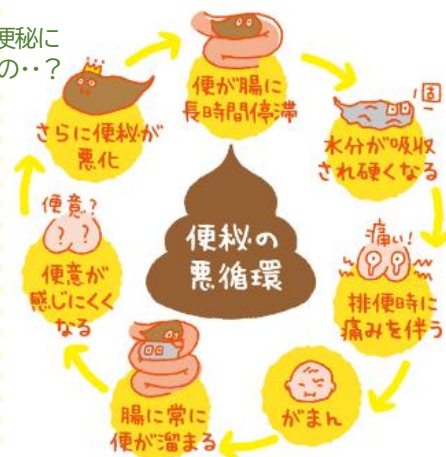 便秘に
の‥?
便が腸に
長時間停滞
固
水分が吸収
され硬くなる
痛い!
排便時に
痛みを伴う
がまん
腸に常に
便が溜まる
便意?
? ?
便意が
感じにくく
なる
さらに便秘が
悪化
便秘の
悪循環